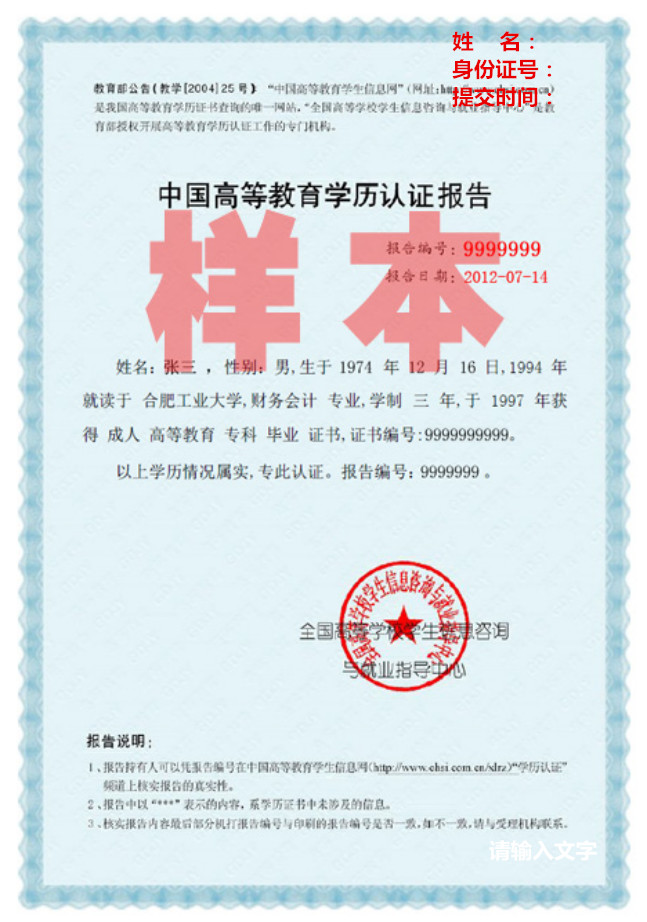 姓 名：
身份证号：
提交时间：
教育部公告(教学[2004]25号) “中国高等教育学生信息网”(网址:
是我国高等教育学历证书查询的唯一网站,“全国高等学校学生信息咨询与就业指导中心”是教
育部授权开展高等教育学历认证工作的专门机构。
中国高等教育学历认证报告
样本
报告编号: 9999999
报告日期: 2012-07-14
姓名: 张三 , 性别: 男,生于 1974 年 12 月 16 日,1994 年
就读于 合肥工业大学,财务会计 专业,学制 三 年,于 1997 年获
得 成人 高等教育 专科 毕业 证书,证书编号:9999999999。
以上学历情况属实,专此认证。报告编号: 9999999 。
全国高等学校学生信息咨询与就业指导中心
全国高等学校学生信息咨询
与就业指导中心
报告说明:
1、报告持有人可以凭报告编号在中国高等教育学生信息网(http://www.chsi.com.cn/xlrz)“学历认证”
频道上核实报告的真实性。
2、报告中以“***”表示的内容,系学历证书中未涉及的信息。
3、核实报告内容最后部分机打报告编号与印刷的报告编号是否一致,如不一致,请与受理机构联系。
请输入文字